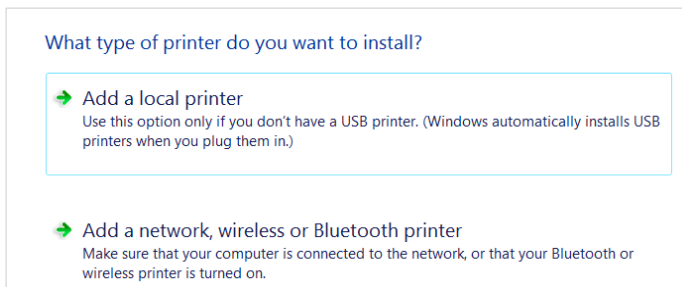 What type of printer do you want to install?
Add a local printer
Use this option only if you don't have a USB printer. (Windows automatically installs USB
printers when you plug them in.)
Add a network, wireless or Bluetooth printer
Make sure that your computer is connected to the network, or that your Bluetooth or
wireless printer is turned on.